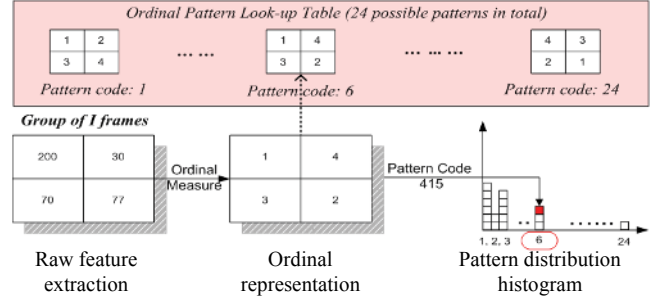 Ordinal Pattern Look-up Table (24 possible patterns in total)
1 2 ... ... 1 4 ... ... ... 4 3
3 4 3 2 2 1
Pattern code: 1 Pattern code: 6 Pattern code: 24
Group of I frames
200 30 Ordinal 1 4 Pattern Code
70 77 Measure 3 2 415
1, 2, 3 .. 6 ...... 24
Raw feature Ordinal Pattern distribution
extraction representation histogram